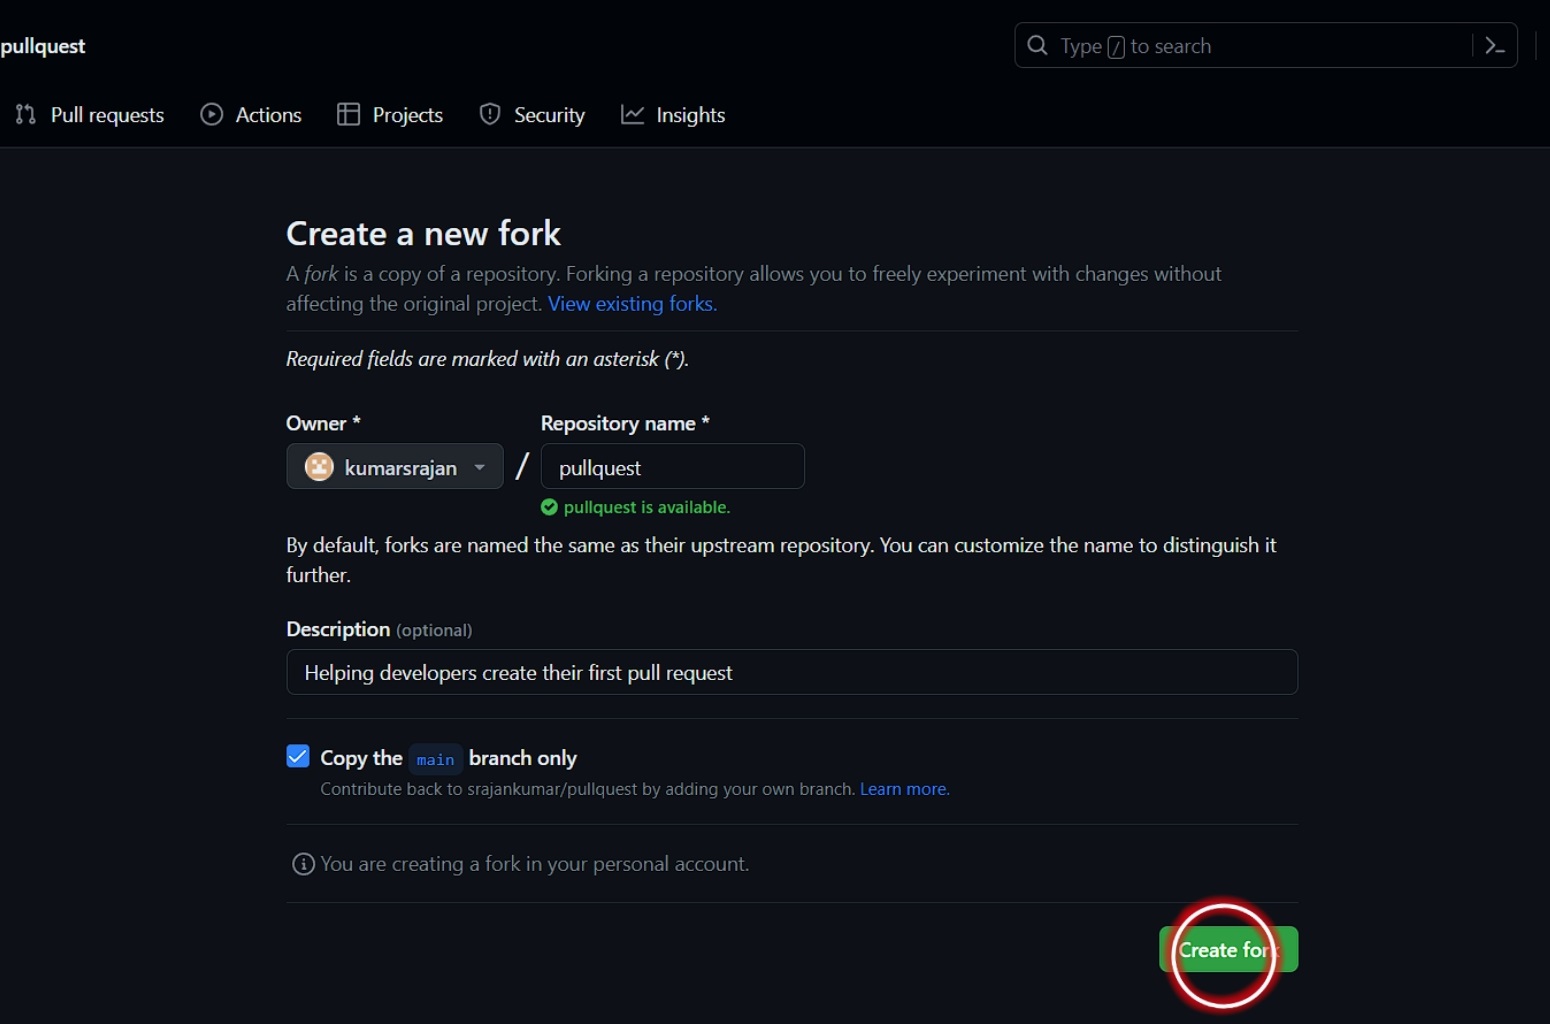 pullquest
Type / to search
Pull requests Actions Projects Security Insights
Create a new fork
A fork is a copy of a repository. Forking a repository allows you to freely experiment with changes without
affecting the original project. View existing forks.
Required fields are marked with an asterisk (*).
Owner * Repository name *
kumarsrajan / pullquest
pullquest is available.
By default, forks are named the same as their upstream repository. You can customize the name to distinguish it
further.
Description (optional)
Helping developers create their first pull request
Copy the main branch only
Contribute back to srajankumar/pullquest by adding your own branch. Learn more.
You are creating a fork in your personal account.
Create fork